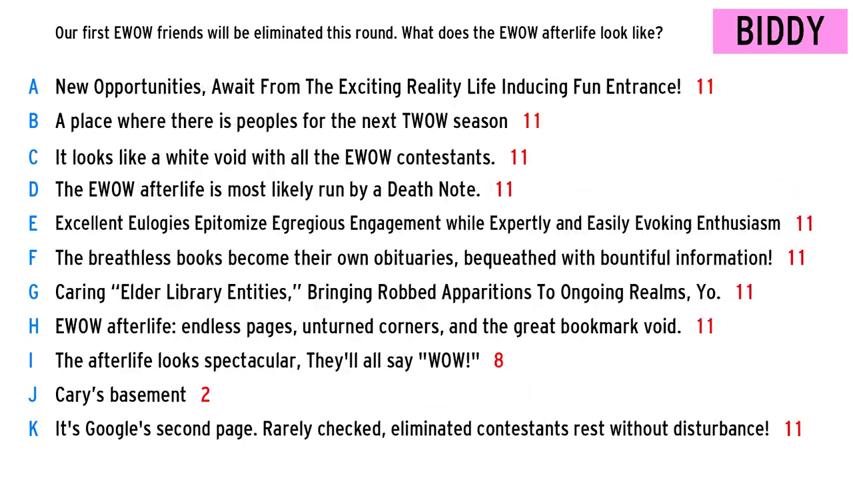 Our first EWOW friends will be eliminated this round. What does the EWOW afterlife look like?
BIDDY
A New Opportunities, Await From The Exciting Reality Life Inducing Fun Entrance! 11
B A place where there is peoples for the next TWOW season 11
C It looks like a white void with all the EWOW contestants. 11
D The EWOW afterlife is most likely run by a Death Note. 11
E Excellent Eulogies Epitomize Egregious Engagement while Expertly and Easily Evoking Enthusiasm 11
F The breathless books become their own obituaries, bequeathed with bountiful information! 11
G Caring “Elder Library Entities,” Bringing Robbed Apparitions To Ongoing Realms, Yo. 11
H EWOW afterlife: endless pages, unturned corners, and the great bookmark void. 11
I The afterlife looks spectacular, They'll all say "WOW!" 8
J Cary’s basement 2
K It's Google's second page. Rarely checked, eliminated contestants rest without disturbance! 11